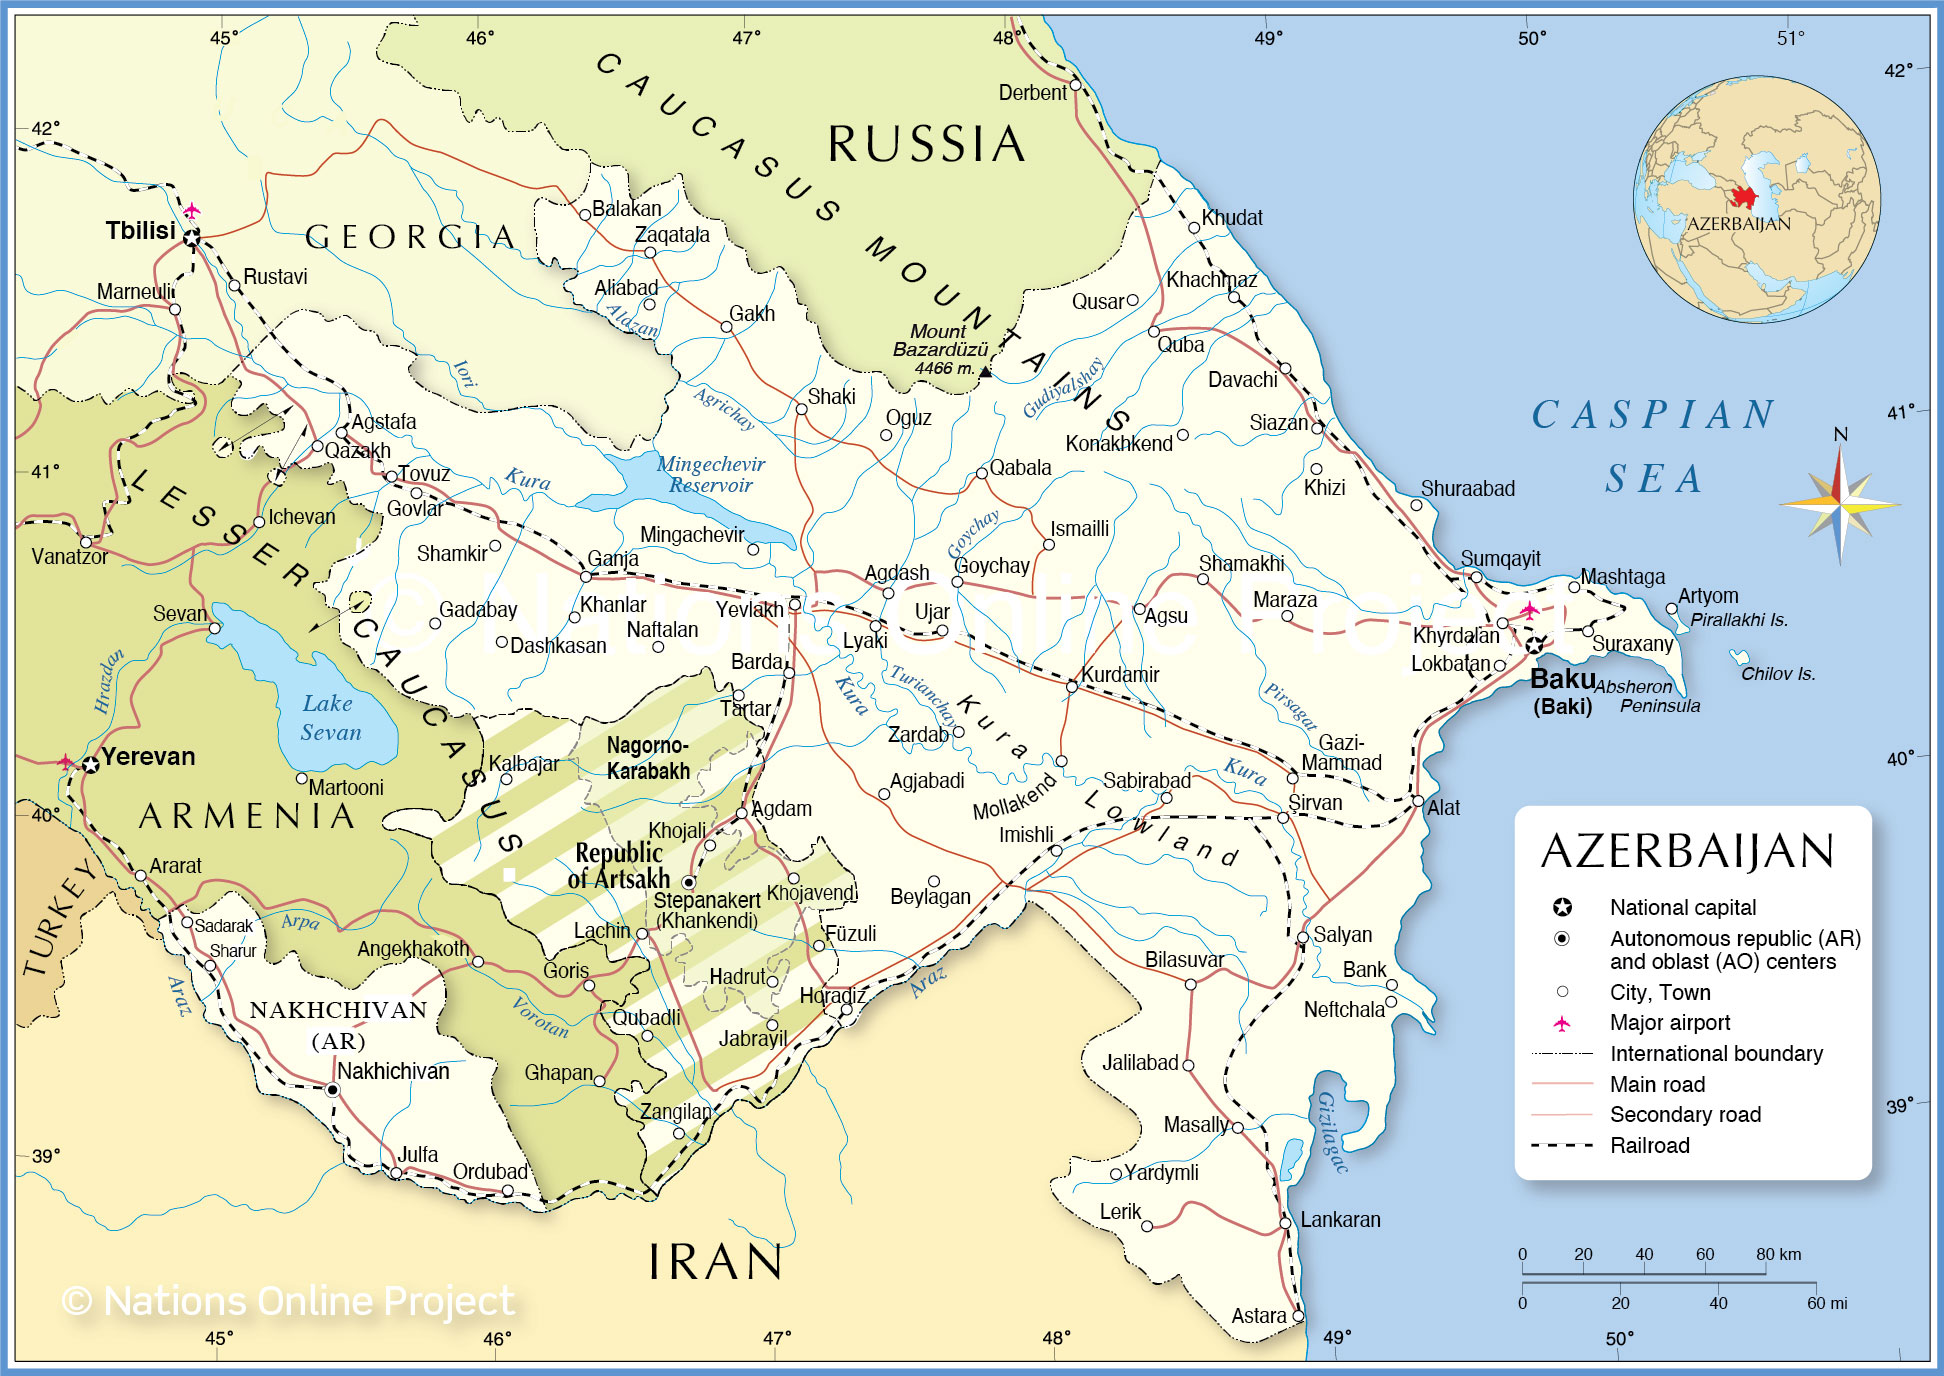 45°
46°
47°
48°
49°
50°
51°
42°
42°
41°
41°
40°
40°
39°
39°
45°
46°
47°
48°
49°
50°
CAUCASUS MOUNTAINS
RUSSIA
Derbent
GEORGIA
Tbilisi
Rustavi
Marneuli
Balakan
Zaqatala
Aliabad
Alazan
Gakh
Iori
Khudat
Khachmaz
Qusar
Quba
Mount
Bazardüzü
4466 m.
Gudiyalshay
Davachi
Siazan
Konakhkend
Khizi
Shuraabad
AZERBAIJAN
CASPIAN
SEA
N
Agstafa
Qazakh
Tovuz
Govlar
Kura
Shaki
Agrichay
Oguz
Qabala
Mingechevir
Reservoir
Mingachevir
Shamkir
Ganja
Ismailli
Goychay
Goychay
Agdash
Shamakhi
Sumqayit
Mashtaga
Artyom
Pirallakhi Is.
Chilov Is.
Maraza
Agsu
Khyrdalan
Lokbatan
Suraxany
Baku
(Baki)
Absheron
Peninsula
LESSER CAUCASUS
Ichevan
Vanatzor
Sevan
Hrazdan
Lake
Sevan
Yerevan
Martooni
ARMENIA
Gadabay
Khanlar
Dashkasan
Naftalan
Yevlakh
Lyaki
Ujar
Barda
Tartar
Kura
Turianchay
Zardab
Kura Lowland
Kurdamir
Pirsagat
Gazi-
Mammad
Kura
Kalbajar
Nagorno-
Karabakh
Agdam
Agjabadi
Mollakend
Sabirabad
Sirvan
Alat
Khojali
Imishli
Republic
of Artsakh
Stepanakert
(Khankendi)
Khojavend
Beylagan
Lachin
Füzuli
Salyan
Bank
Neftchala
Bilasuvar
Ararat
TURKEY
Sadarak
Sharur
Arpa
Angekhakoth
Goris
Hadrut
Horadiz
Araz
Araz
NAKHCHIVAN
(AR)
Vorotan
Qubadli
Jabrayil
Nakhichivan
Ghapan
Zangilan
Jalilabad
Masally
Gizilagac
Julfa
Ordubad
Yardymli
Lerik
Lankaran
Astara
IRAN
AZERBAIJAN
National capital
Autonomous republic (AR)
and oblast (AO) centers
City, Town
Major airport
International boundary
Main road
Secondary road
Railroad
0 20 40 60 80 km
0 20 40 60 mi
© Nations Online Project
© Nations Online Project